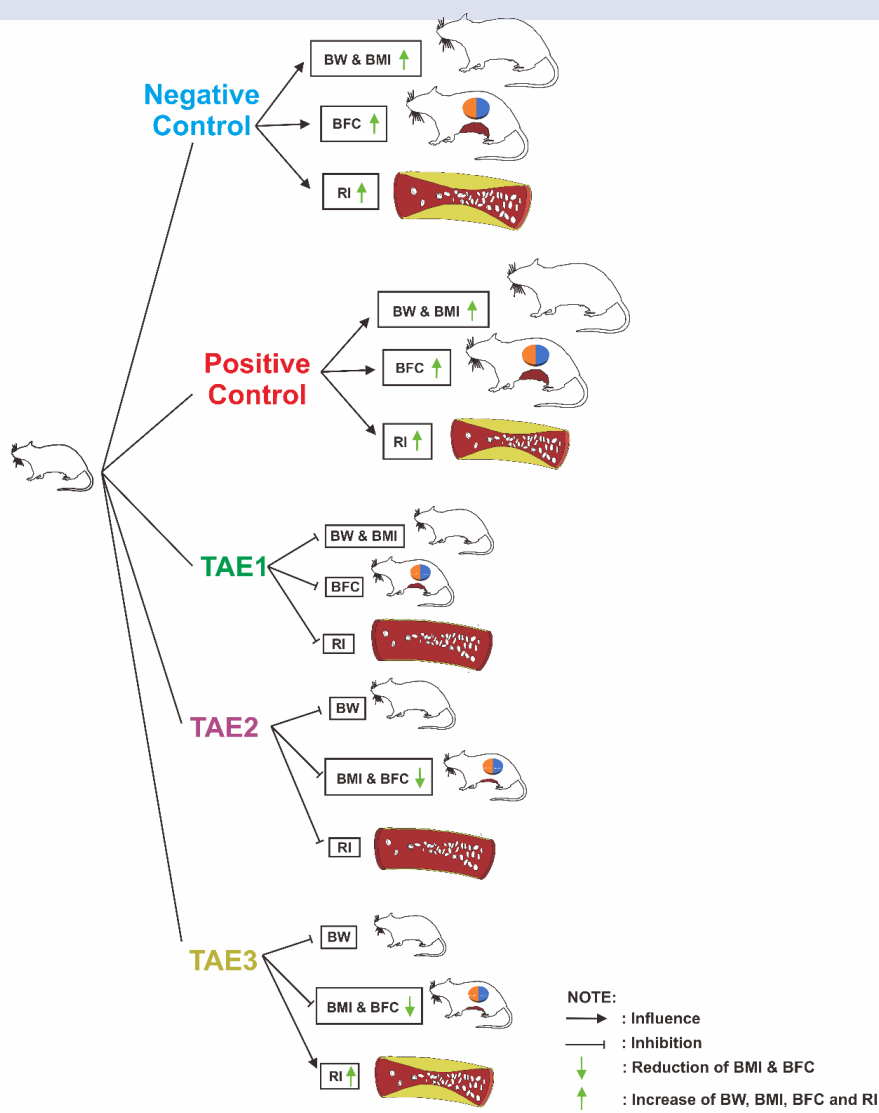 BW & BMI
Negative
Control
BFC
RI
BW & BMI
Positive
Control
BFC
RI
BW & BMI
TAE1
BFC
RI
BW
TAE2
BMI & BFC
RI
BW
TAE3
BMI & BFC
RI
NOTE:
: Influence
: Inhibition
: Reduction of BMI & BFC
: Increase of BW, BMI, BFC and RI